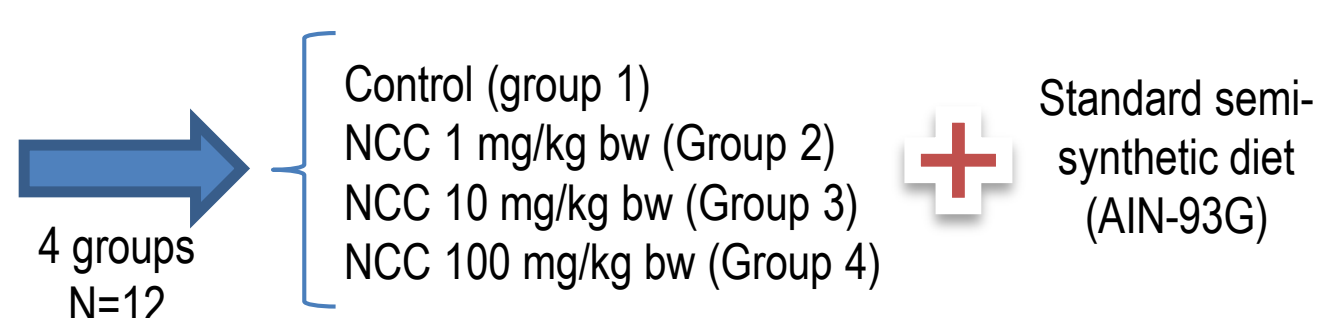 4 groups
N=12
Control (group 1)
NCC 1 mg/kg bw (Group 2)
NCC 10 mg/kg bw (Group 3)
NCC 100 mg/kg bw (Group 4)
Standard semi-
synthetic diet
(AIN-93G)